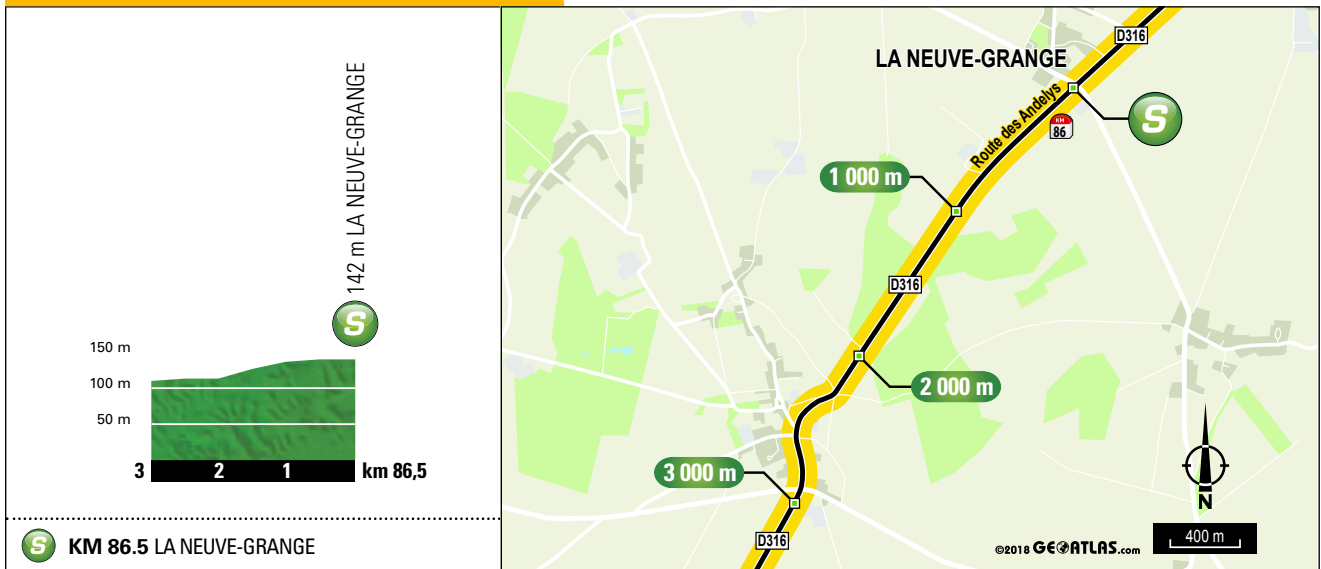 142 m LA NEUVE-GRANGE
S
150 m
100 m
50 m
3 2 1 km 86,5
S KM 86.5 LA NEUVE-GRANGE
D316
LA NEUVE-GRANGE
Route des Andelys
S
KM
86
1 000 m
D316
2 000 m
3 000 m
D316
N
©2018 GEOATLAS.com
400 m